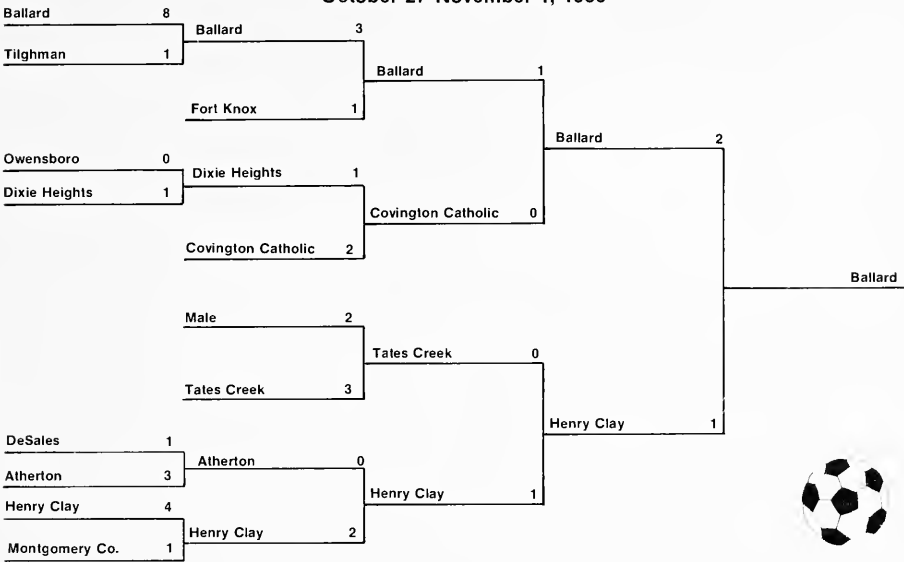 Ballard 8
Tilghman 1
Ballard 3
Fort Knox 1
Ballard 1
Owensboro 0
Dixie Heights 1
Dixie Heights 1
Covington Catholic 2
Covington Catholic 0
Ballard 2
Male 2
Tates Creek 3
Tates Creek 0
DeSales 1
Atherton 3
Atherton 0
Henry Clay 4
Montgomery Co. 1
Henry Clay 2
Henry Clay 1
Henry Clay 1
Ballard